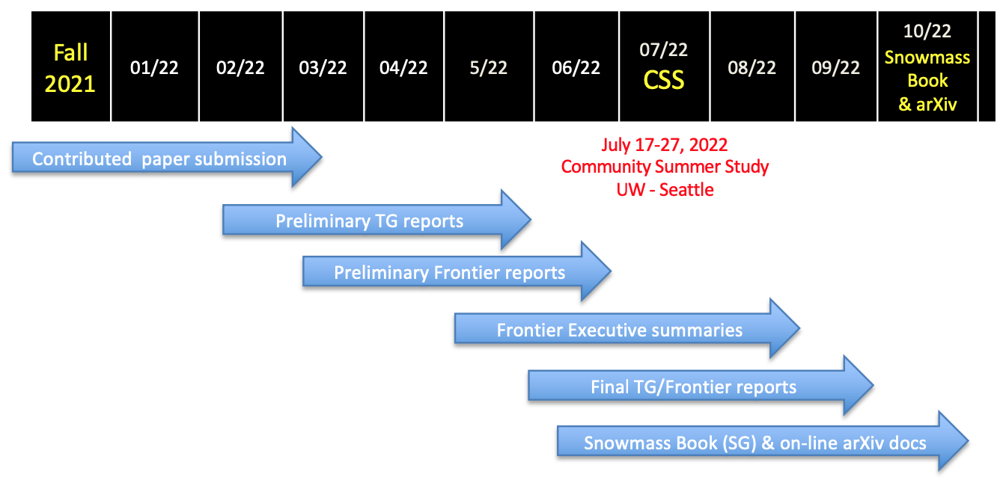 Fall
2021
01/22
02/22
03/22
04/22
5/22
06/22
07/22
CSS
08/22
09/22
10/22
Snowmass
Book
& arXiv
Contributed  paper submission
July 17-27, 2022
Community Summer Study
UW - Seattle
Preliminary TG reports
Preliminary Frontier reports
Frontier Executive summaries
Final TG/Frontier reports
Snowmass Book (SG) & on-line arXiv docs